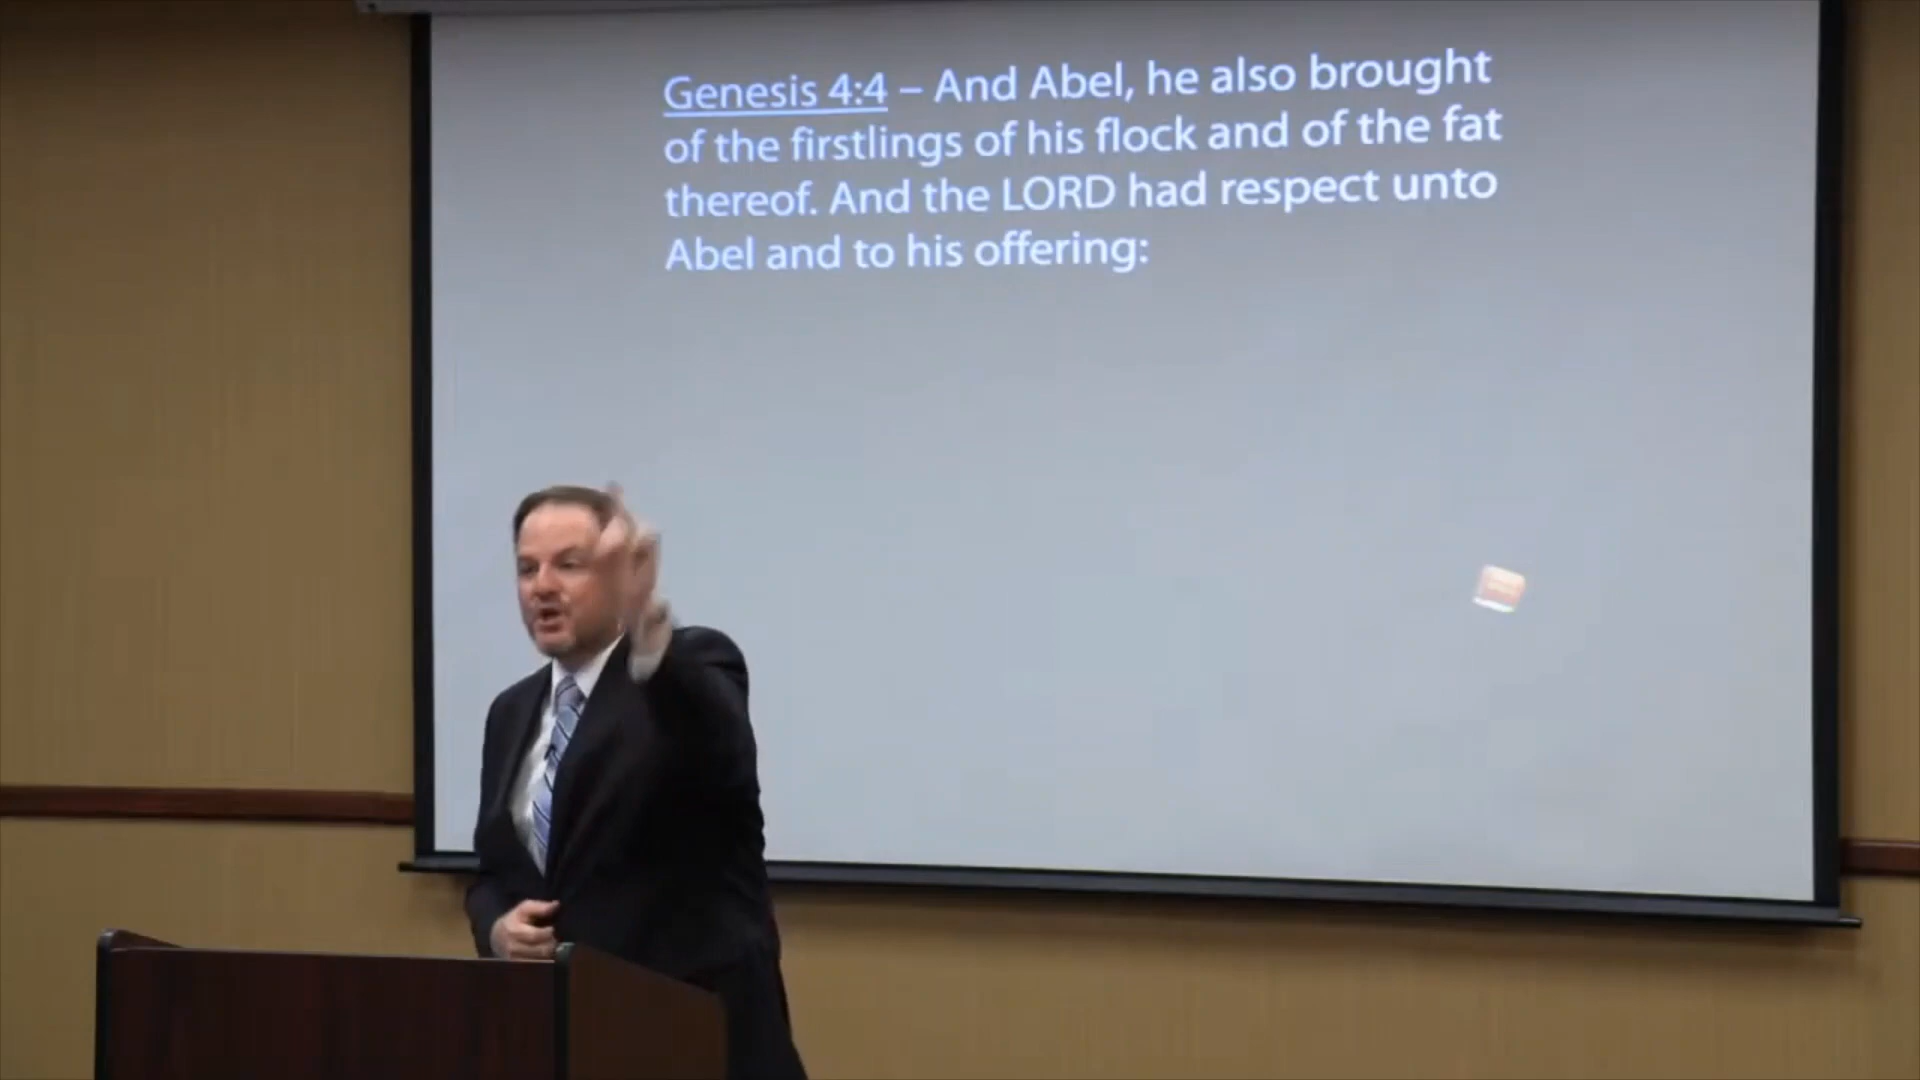 Genesis 4:4 – And Abel, he also brought
of the firstlings of his flock and of the fat
thereof. And the LORD had respect unto
Abel and to his offering: